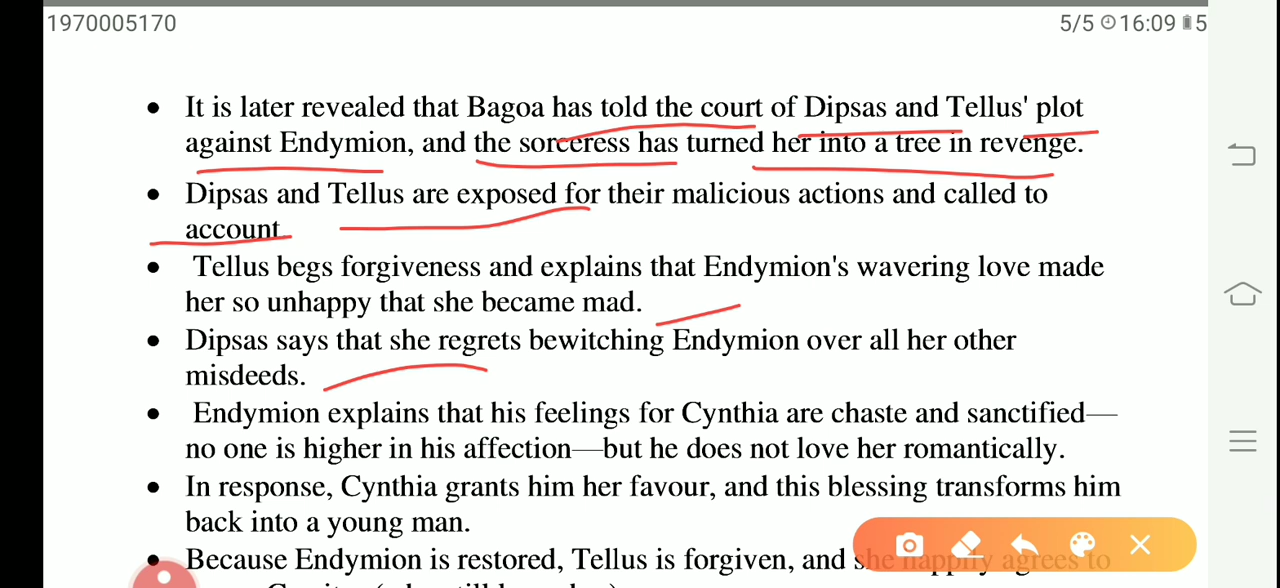 1970005170 5/5 16:09 5
• It is later revealed that Bagoa has told the court of Dipsas and Tellus' plot
against Endymion, and the sorceress has turned her into a tree in revenge.
• Dipsas and Tellus are exposed for their malicious actions and called to
account.
• Tellus begs forgiveness and explains that Endymion's wavering love made
her so unhappy that she became mad.
• Dipsas says that she regrets bewitching Endymion over all her other
misdeeds.
• Endymion explains that his feelings for Cynthia are chaste and sanctified—
no one is higher in his affection—but he does not love her romantically.
• In response, Cynthia grants him her favour, and this blessing transforms him
back into a young man.
• Because Endymion is restored, Tellus is forgiven, and she happily agrees to